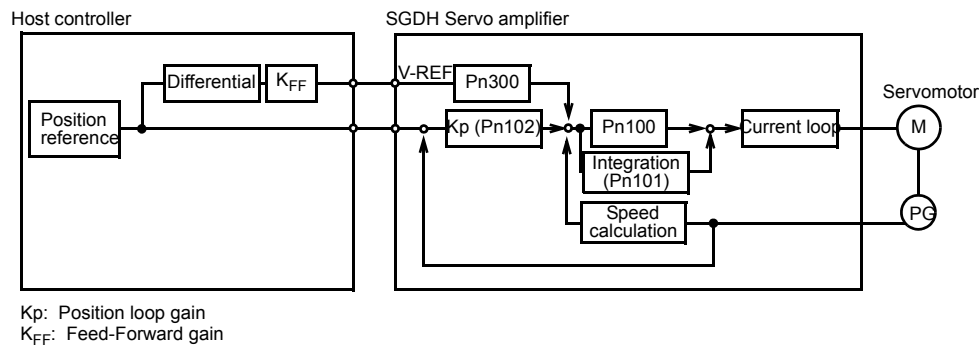 Host controller
SGDH Servo amplifier
Differential
KFF
V-REF
Pn300
Servomotor
Position
reference
Kp (Pn102)
Pn100
Current loop
M
Integration
(Pn101)
Speed
calculation
PG
Kp: Position loop gain
KFF: Feed-Forward gain